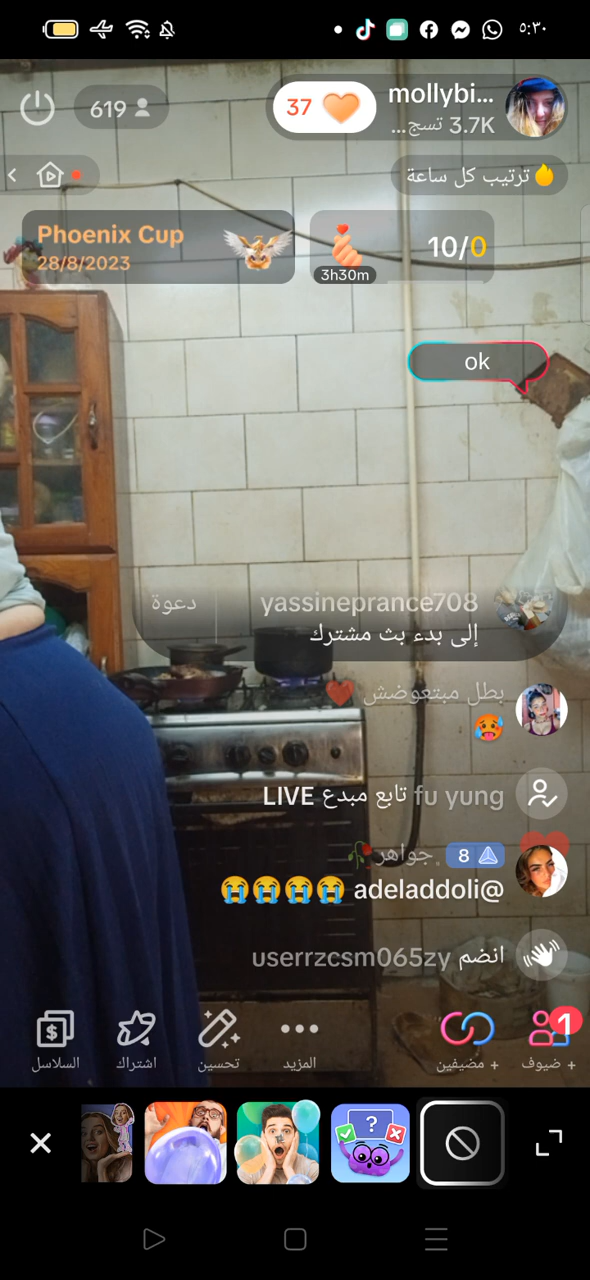 ٥:٣٠
619
37
mollybi...
3.7K تسج...
ترتيب كل ساعة
Phoenix Cup
28/8/2023
10/0
3h30m
ok
yassineprance708
إلى بدء بث مشترك
دعوة
بطل مبتعوضش ❤️
🥵
fu yung تابع مبدع LIVE
8 جواهر🥀
@adeladdoli 😭😭😭😭
انضم userrzcsm065zy
1
+ ضيوف
+ مضيفين
المزيد
تحسين
اشتراك
السلاسل
?